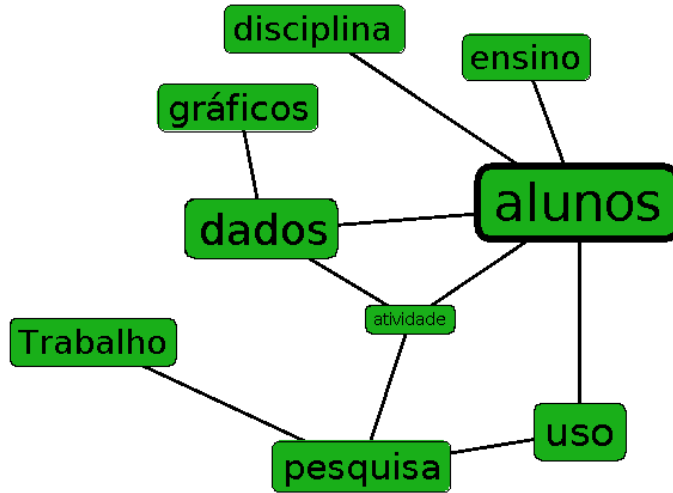 disciplina
ensino
gráficos
alunos
dados
atividade
Trabalho
uso
pesquisa